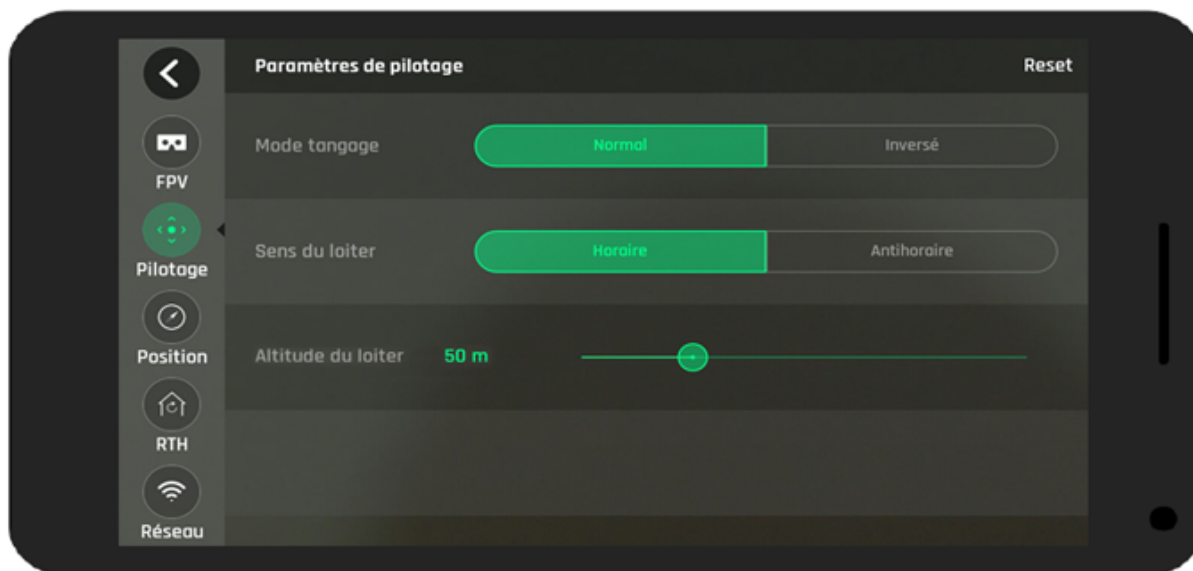 Paramètres de pilotage Reset
FPV
Mode tangage Normal Inversé
Pilotage
Sens du loiter Horaire Antihoraire
Position
Altitude du loiter 50 m
RTH
Réseau